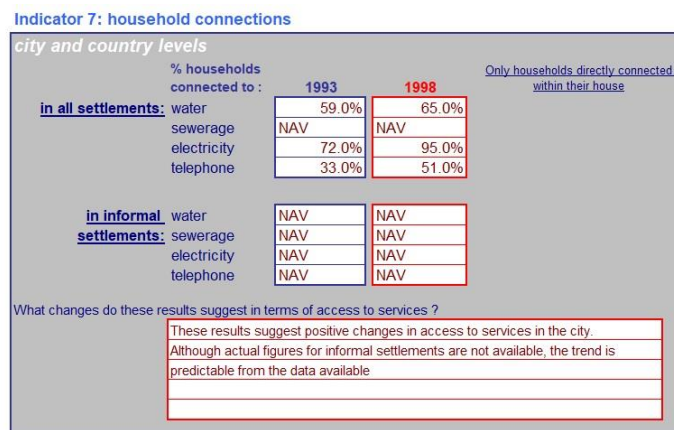 Indicator 7: household connections
city and country levels
% households
connected to : 1993 1998 Only households directly connected
within their house
in all settlements: water 59.0% 65.0%
sewerage NAV NAV
electricity 72.0% 95.0%
telephone 33.0% 51.0%
in informal water NAV NAV
settlements: sewerage NAV NAV
electricity NAV NAV
telephone NAV NAV
What changes do these results suggest in terms of access to services ?
These results suggest positive changes in access to services in the city.
Although actual figures for informal settlements are not available, the trend is
predictable from the data available